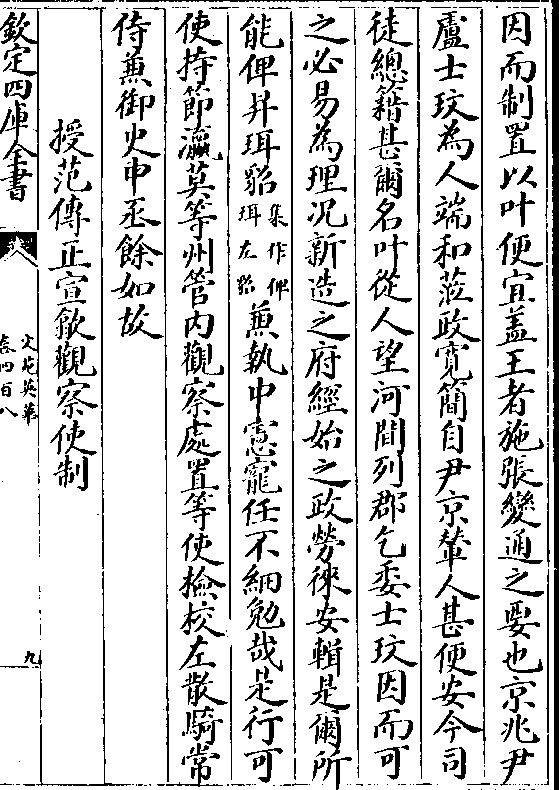 因而制置以叶便宜盖王者施張變通之要也京兆尹
盧士玟為人端和蒞政寛簡自尹京輦人甚便安今司
徒總籍甚爾名叶從人望河間列郡乞委士玟因而可
之必易為理况新造之府經始之政勞徠安輯是爾所
能俾昇珥貂集作俾珥左貂兼執中憲寵任不細勉哉是行可
使持節瀛莫等州管内觀察處置等使檢校左散騎常
侍兼御史中丞餘如故
授范傳正宣歙觀察使制
欽定四庫全書
文苑英華
卷四百八
九